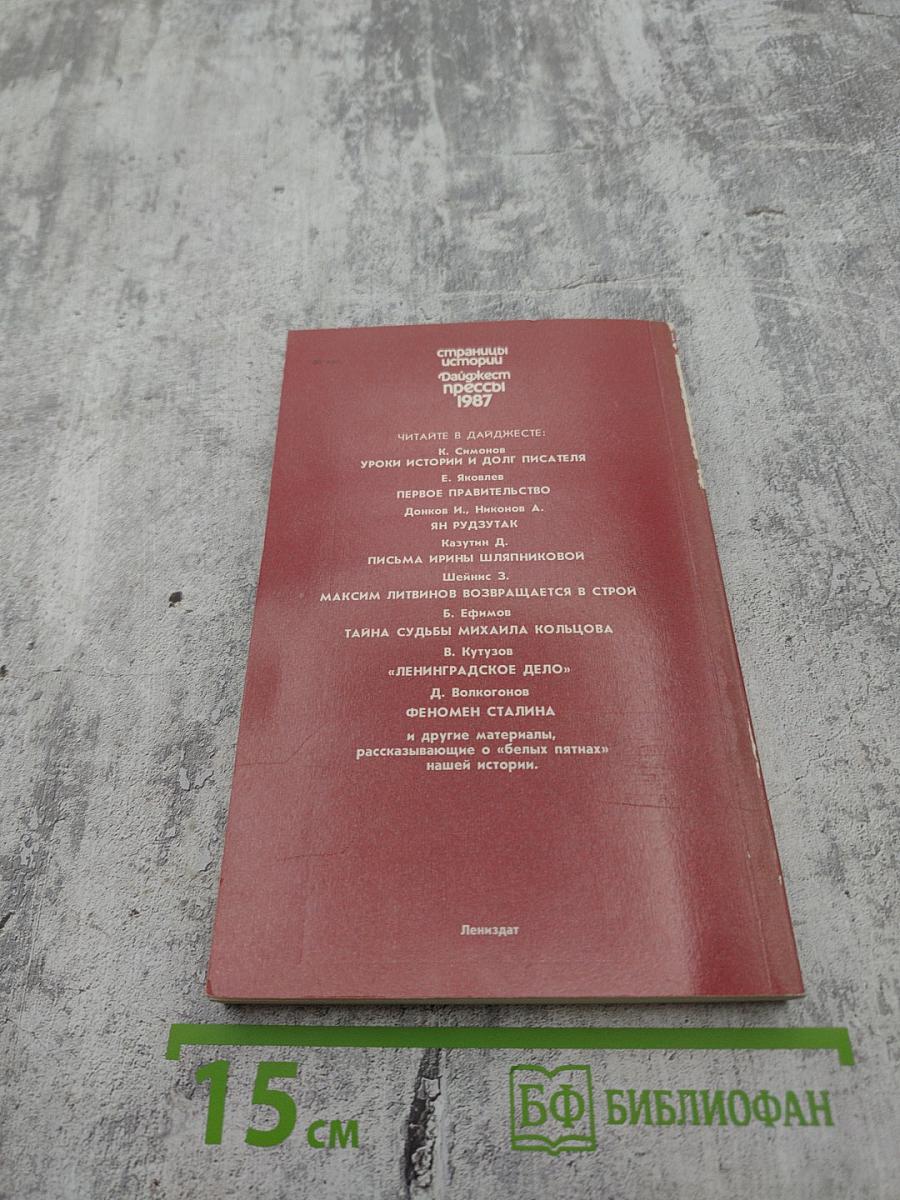 страницы
истории
Дайджест
прессы
1987
ЧИТАЙТЕ В ДАЙДЖЕСТЕ:
К. Симонов
УРОКИ ИСТОРИИ И ДОЛГ ПИСАТЕЛЯ
Е. Яковлев
ПЕРВОЕ ПРАВИТЕЛЬСТВО
Донков И., Никонов А.
ЯН РУДЗУТАК
Казутин Д.
ПИСЬМА ИРИНЫ ШЛЯПНИКОВОЙ
Шейнис З.
МАКСИМ ЛИТВИНОВ ВОЗВРАЩАЕТСЯ В СТРОЙ
Б. Ефимов
ТАЙНА СУДЬБЫ МИХАИЛА КОЛЬЦОВА
В. Кутузов
«ЛЕНИНГРАДСКОЕ ДЕЛО»
Д. Волкогонов
ФЕНОМЕН СТАЛИНА
и другие материалы,
рассказывающие о «белых пятнах»
нашей истории.
Лениздат
15 см
БФ БИБЛИОФАН